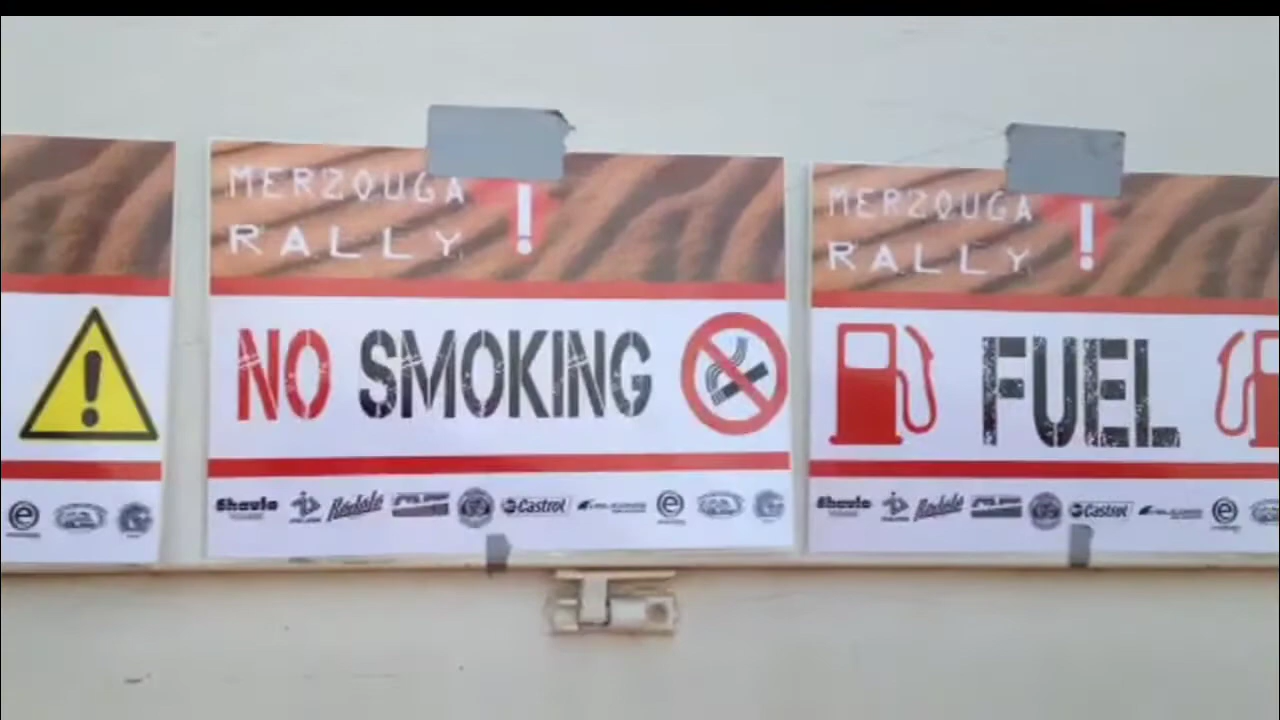 MERZOUGA
RALLY
!
NO SMOKING
Castrol
e
MERZOUGA
RALLY
!
FUEL
Castrol
e
e